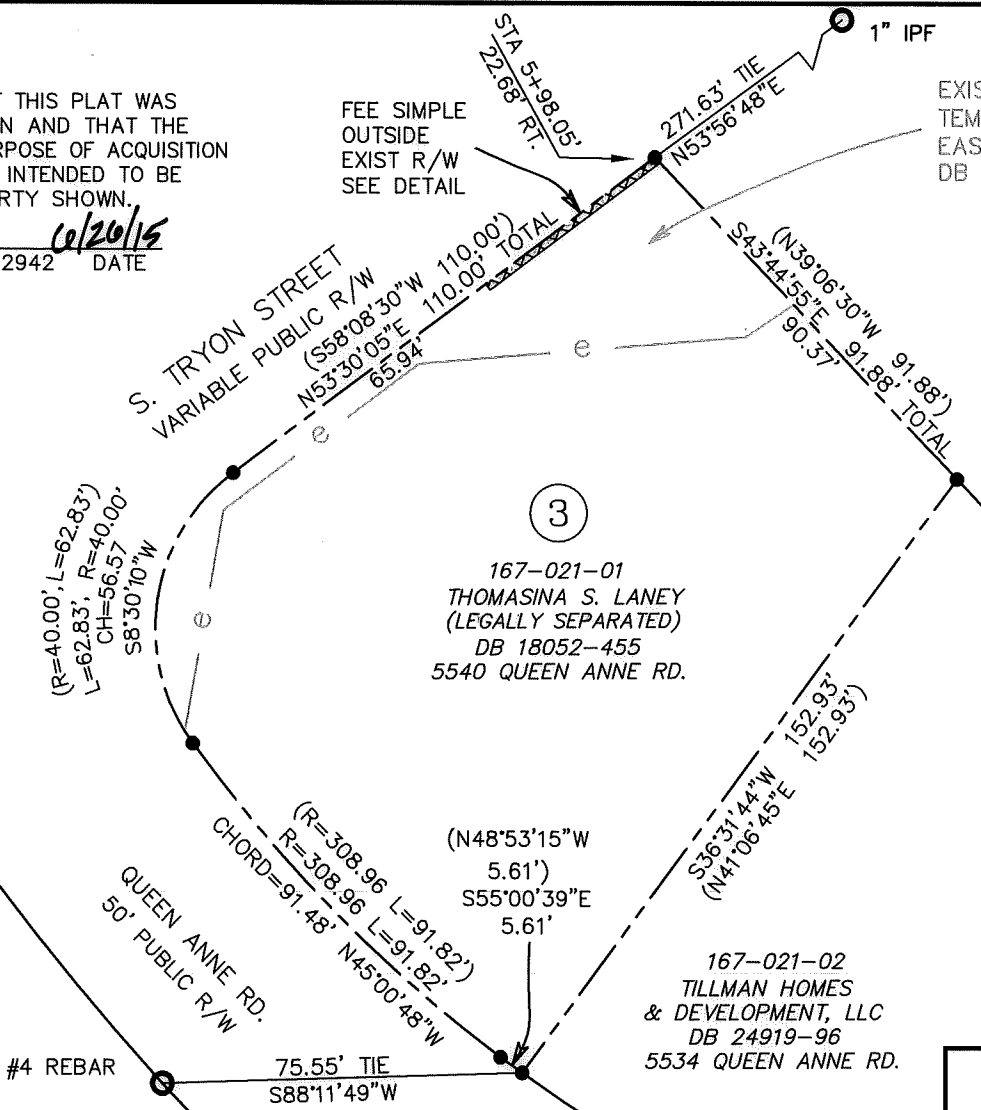 1" IPF
T THIS PLAT WAS
N AND THAT THE
RPOSE OF ACQUISITION
INTENDED TO BE
RTY SHOWN.
6/26/15
2942 DATE
FEE SIMPLE
OUTSIDE
EXIST R/W
SEE DETAIL
STA 5+98.05'
22.68' RT.
271.63' TIE
N53°56'48"E
EXIS
TEM
EAS
DB
S. TRYON STREET
VARIABLE PUBLIC R/W
(S58°08'30"W 110.00')
N53°30'05"E 110.00' TOTAL
65.94'
(N39°06'30"W 91.88')
S43°44'55"E 91.88' TOTAL
90.37'
e
e
e
(R=40.00', L=62.83')
L=62.83', R=40.00'
CH=56.57
S8°30'10"W
3
167-021-01
THOMASINA S. LANEY
(LEGALLY SEPARATED)
DB 18052-455
5540 QUEEN ANNE RD.
S36°31'44"W 152.93'
(N41°06'45"E 152.93')
(R=308.96 L=91.82')
R=308.96 L=91.82'
CHORD=91.48' N45°00'48"W
(N48°53'15"W
5.61')
S55°00'39"E
5.61'
QUEEN ANNE RD.
50' PUBLIC R/W
167-021-02
TILLMAN HOMES
& DEVELOPMENT, LLC
DB 24919-96
5534 QUEEN ANNE RD.
#4 REBAR
75.55' TIE
S88°11'49"W